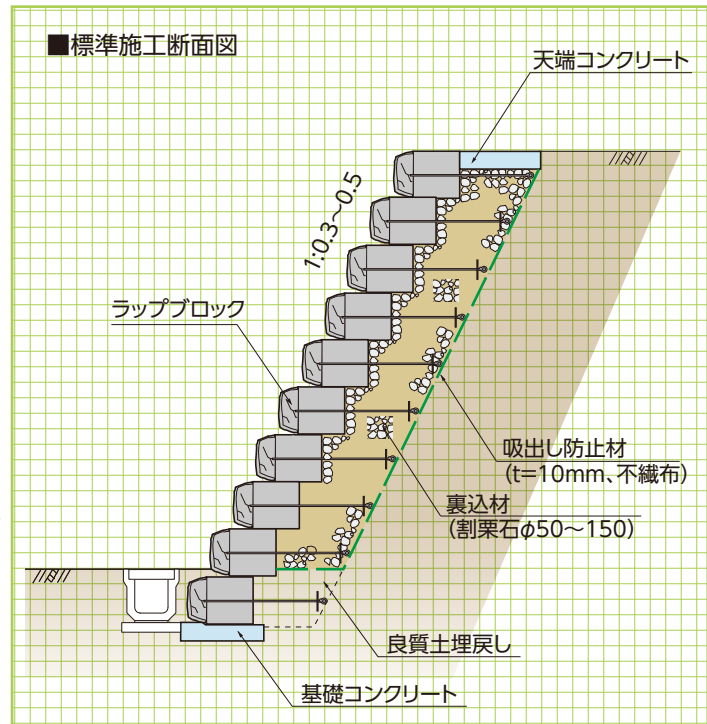 ■標準施工断面図
天端コンクリート
1:0.3～0.5
ラップブロック
吸出し防止材
(t=10mm、不織布)
裏込材
(割栗石φ50～150)
良質土埋戻し
基礎コンクリート